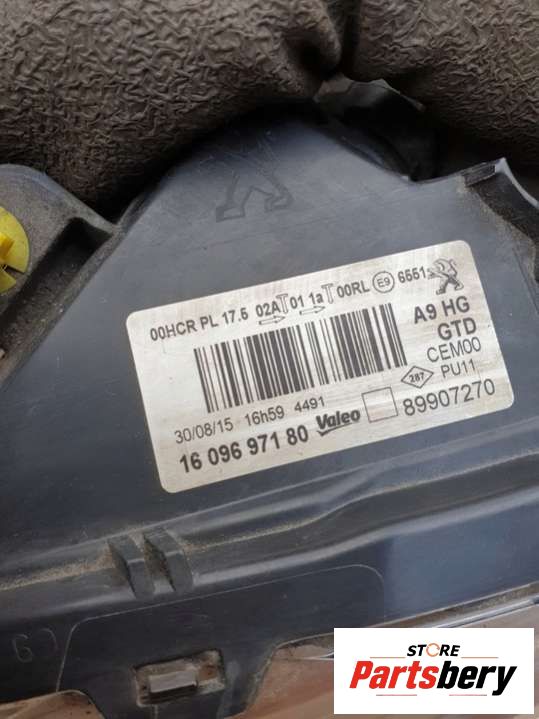 00HCR PL 17.5 02A T 01 1a T 00RL E9 6551
A9 HG
GTD
CEM00
PU11
287
30/08/15 16h59 4491
16 096 971 80 Valeo 89907270
G
STORE
Partsbery